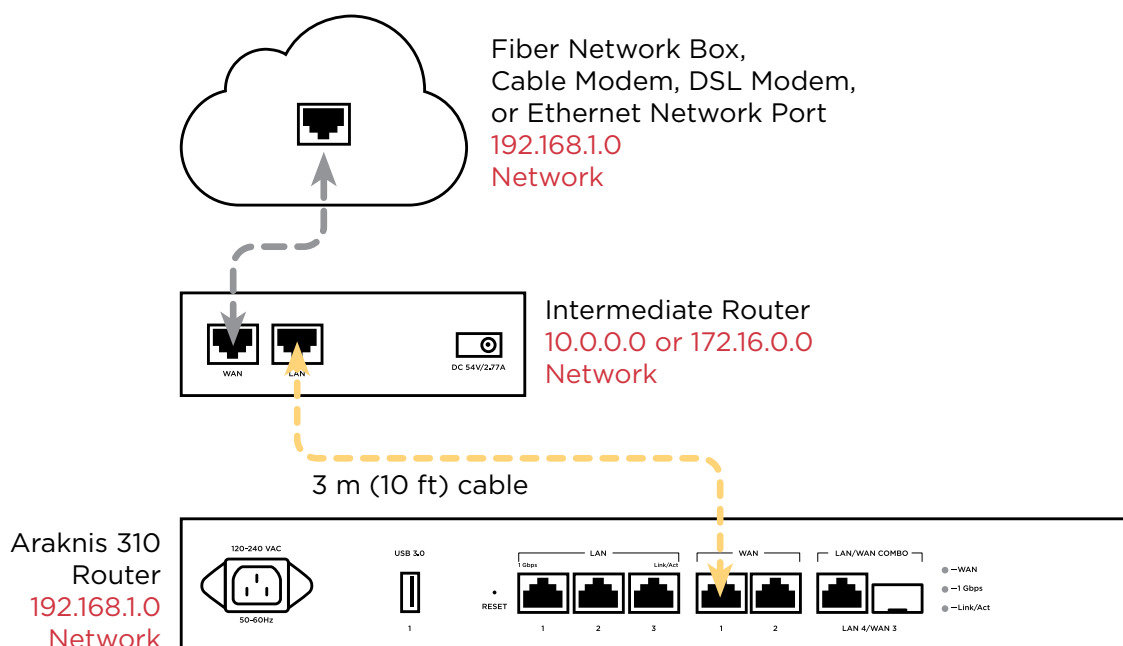 Fiber Network Box,
Cable Modem, DSL Modem,
or Ethernet Network Port
192.168.1.0
Network
Intermediate Router
10.0.0.0 or 172.16.0.0
Network
WAN
LAN
DC 54V/2.77A
3 m (10 ft) cable
Araknis 310
Router
192.168.1.0
Network
120-240 VAC
50-60Hz
USB 3.0
1
RESET
LAN
1 Gbps
Link/Act
1
2
3
WAN
1
2
LAN/WAN COMBO
LAN 4/WAN 3
—WAN
—1 Gbps
—Link/Act